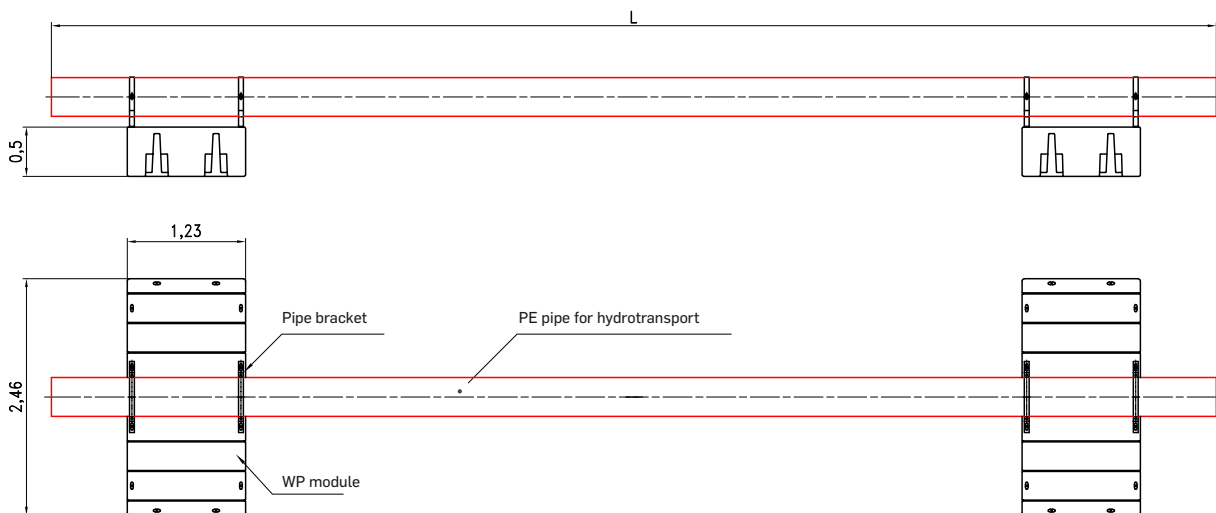 L
0,5
1,23
Pipe bracket
PE pipe for hydrotransport
2,46
WP module